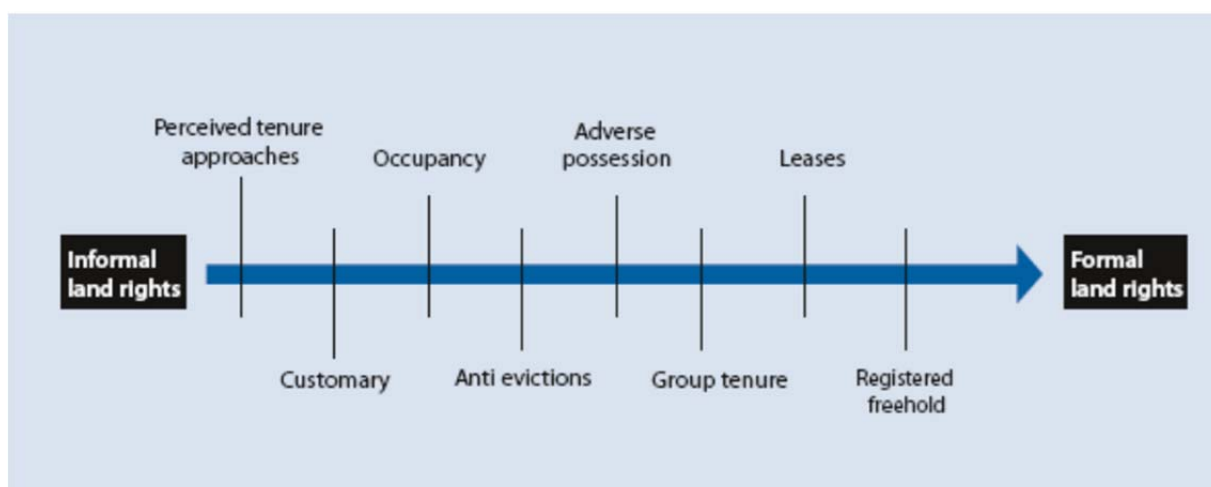 Perceived tenure
approaches
Occupancy
Adverse
possession
Leases
Informal
land rights
Formal
land rights
Customary
Anti evictions
Group tenure
Registered
freehold